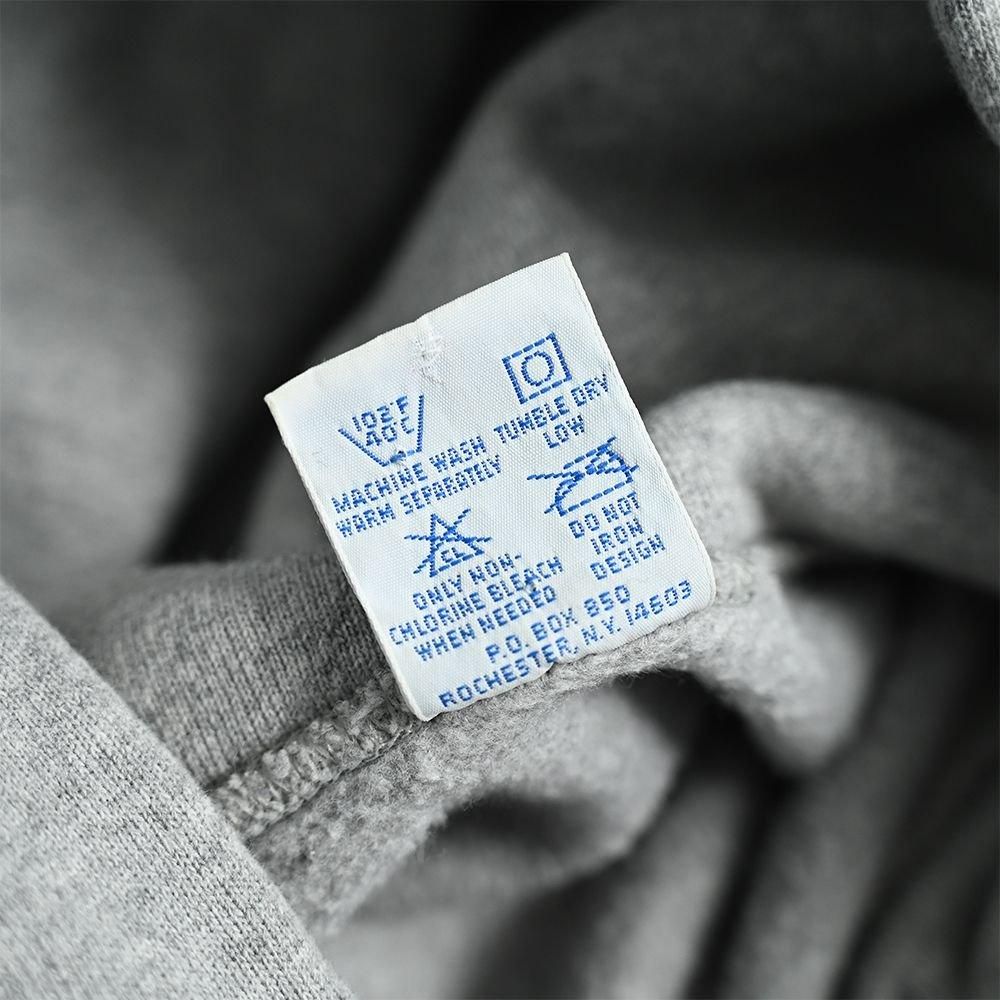 102°F
40°C
MACHINE WASH
WARM SEPARATELY
TUMBLE DRY
LOW
CL
ONLY NON-
CHLORINE BLEACH
WHEN NEEDED
DO NOT
IRON
DESIGN
P.O. BOX 850
ROCHESTER, N.Y. 14603